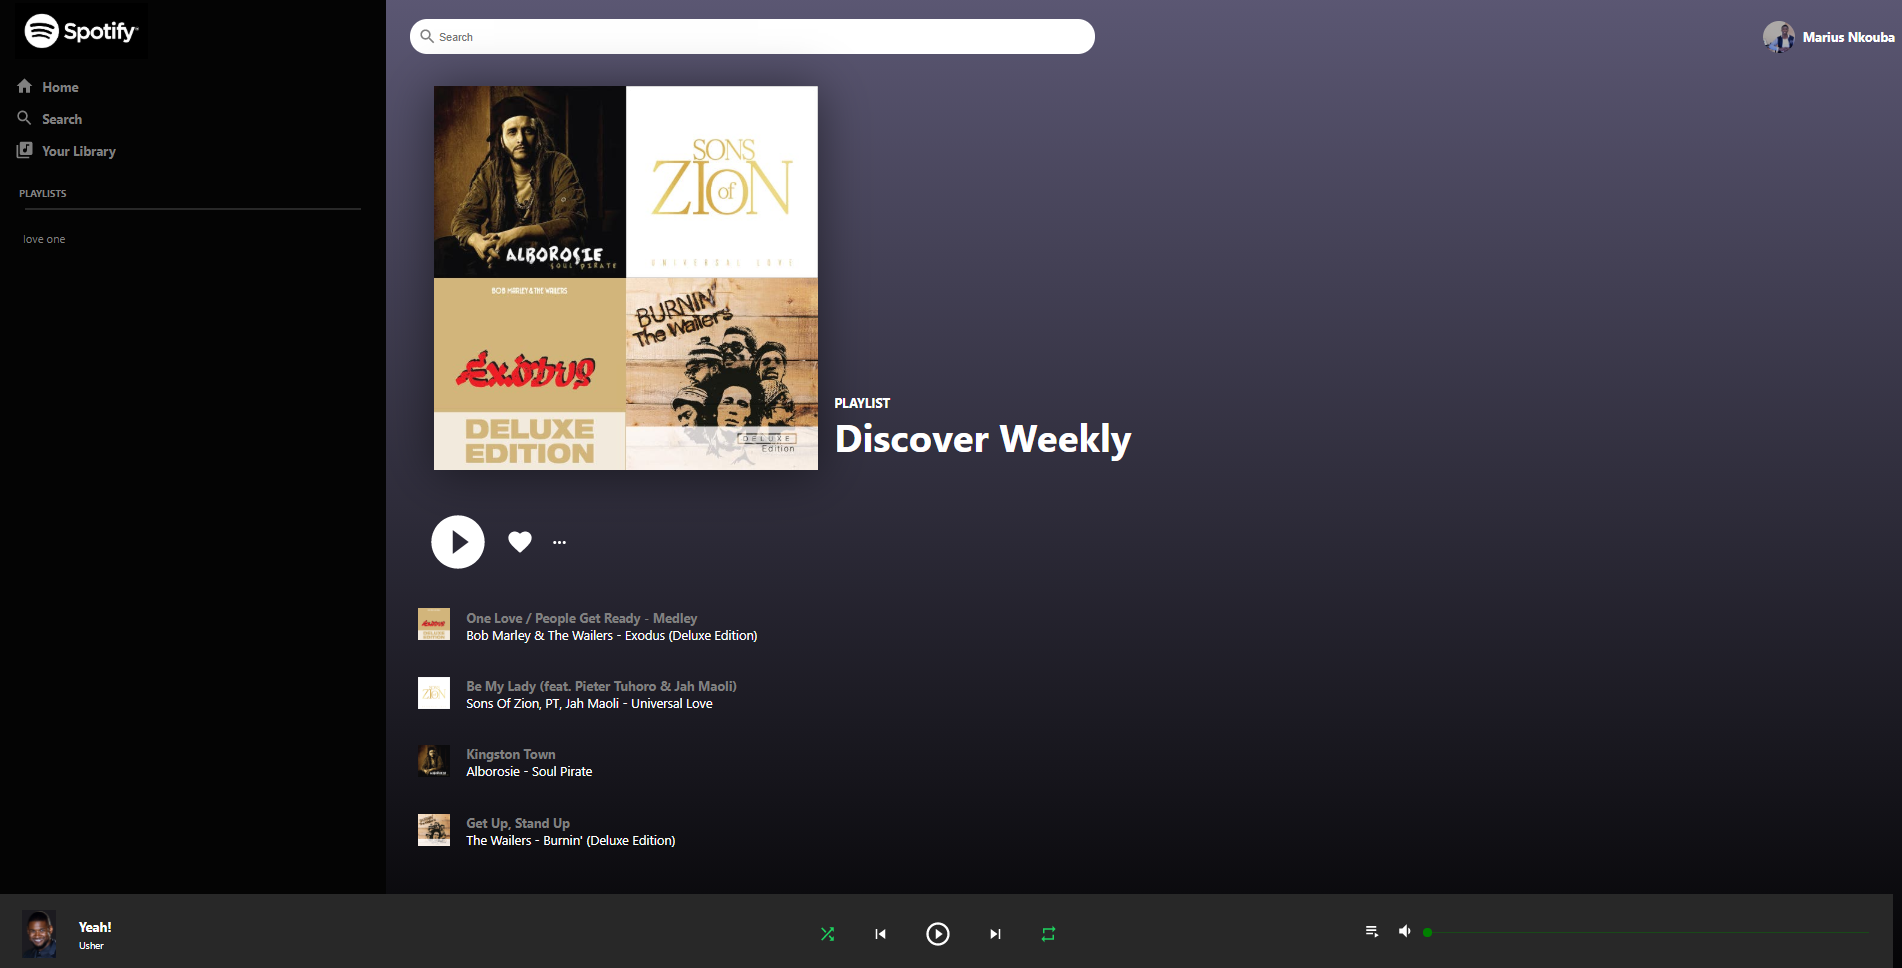 Spotify
Search
Marius Nkouba
Home
Search
Your Library
PLAYLISTS
love one
ALBOROSIE
SOUL PIRATE
SONS
of
ZION
UNIVERSAL LOVE
BOB MARLEY & THE WAILERS
EXODUS
DELUXE
EDITION
BURNIN'
The Wailers
DELUXE
Edition
PLAYLIST
Discover Weekly
One Love / People Get Ready - Medley
Bob Marley & The Wailers - Exodus (Deluxe Edition)
Be My Lady (feat. Pieter Tuhoro & Jah Maoli)
Sons Of Zion, PT, Jah Maoli - Universal Love
Kingston Town
Alborosie - Soul Pirate
Get Up, Stand Up
The Wailers - Burnin' (Deluxe Edition)
Yeah!
Usher